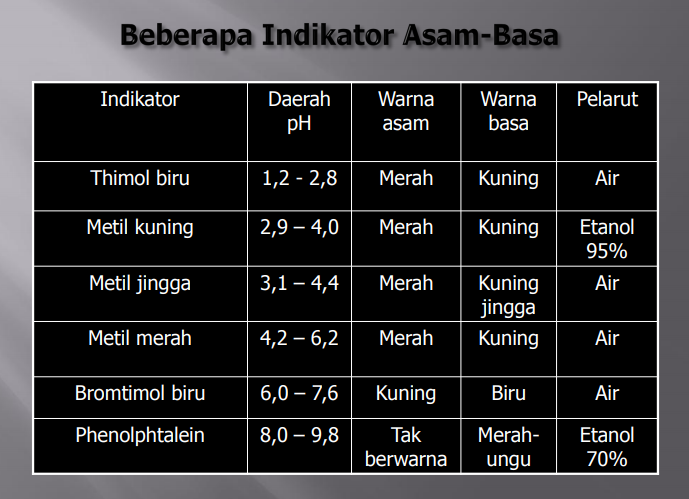 Beberapa Indikator Asam-Basa
Indikator Daerah pH Warna asam Warna basa Pelarut
Thimol biru 1,2 - 2,8 Merah Kuning Air
Metil kuning 2,9 – 4,0 Merah Kuning Etanol 95%
Metil jingga 3,1 – 4,4 Merah Kuning jingga Air
Metil merah 4,2 – 6,2 Merah Kuning Air
Bromtimol biru 6,0 – 7,6 Kuning Biru Air
Phenolphtalein 8,0 – 9,8 Tak berwarna Merah-ungu Etanol 70%